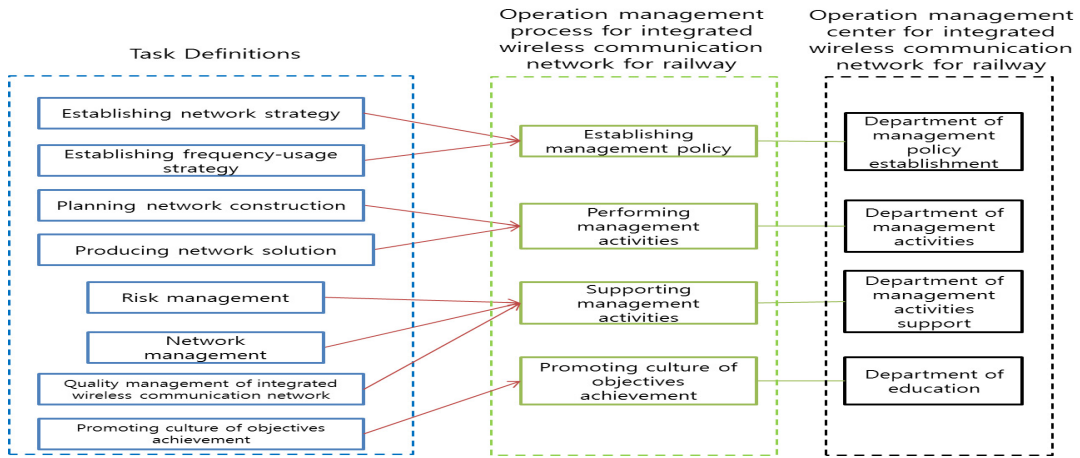 Task Definitions
Establishing network strategy
Establishing frequency-usage
strategy
Planning network construction
Producing network solution
Risk management
Network
management
Quality management of integrated
wireless communication network
Promoting culture of objectives
achievement
Operation management
process for integrated
wireless communication
network for railway
Establishing
management policy
Performing
management
activities
Supporting
management
activities
Promoting culture of
objectives
achievement
Operation management
center for integrated
wireless communication
network for railway
Department of
management
policy
establishment
Department of
management
activities
Department of
management
activities
support
Department of
education